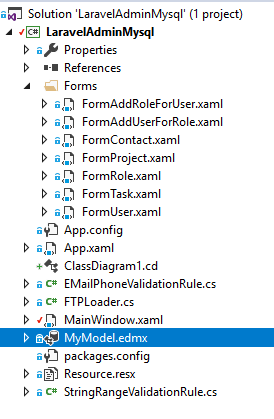 Solution 'LaravelAdminMysql' (1 project)
C# LaravelAdminMysql
Properties
References
Forms
FormAddRoleForUser.xaml
FormAddUserForRole.xaml
FormContact.xaml
FormProject.xaml
FormRole.xaml
FormTask.xaml
FormUser.xaml
App.config
App.xaml
ClassDiagram1.cd
C# EMailPhoneValidationRule.cs
C# FTPLoader.cs
MainWindow.xaml
MyModel.edmx
packages.config
Resource.resx
C# StringRangeValidationRule.cs